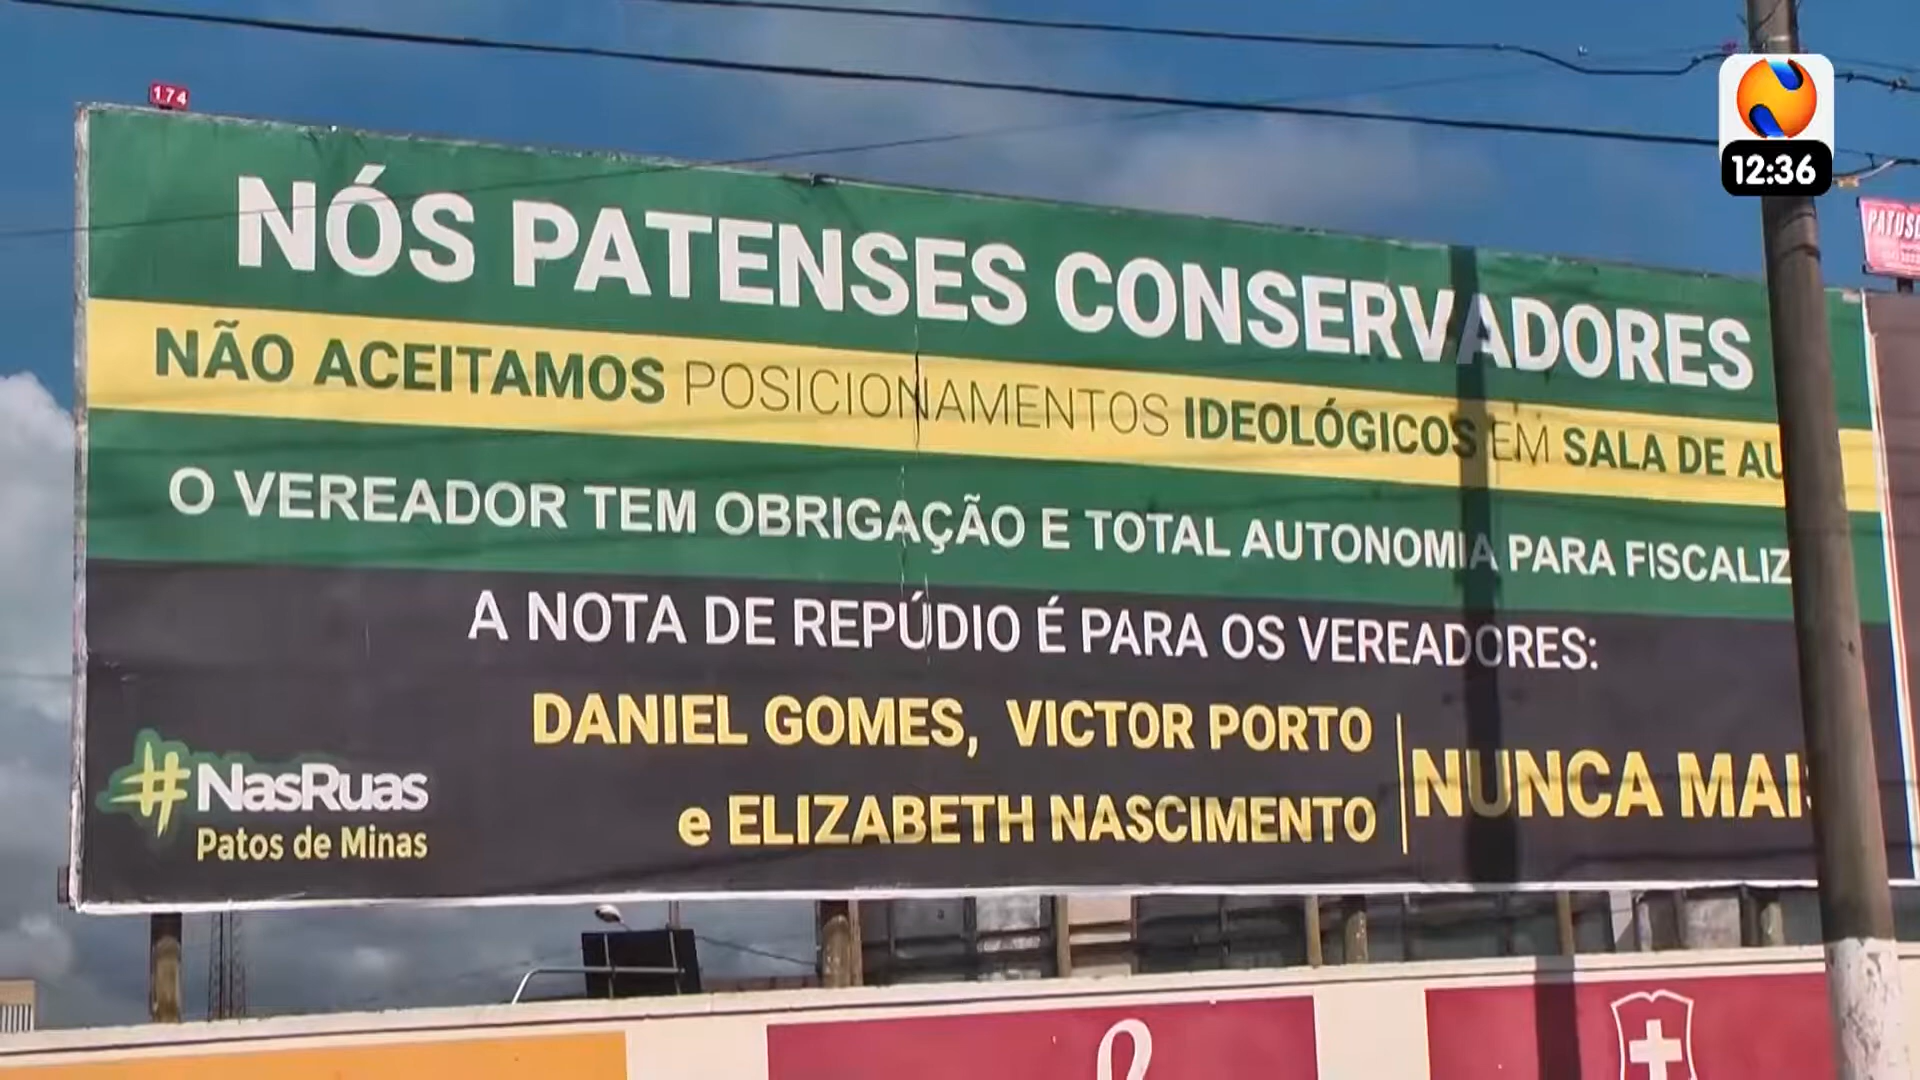 174
12:36
PATUS
NÓS PATENSES CONSERVADORES
NÃO ACEITAMOS POSICIONAMENTOS IDEOLÓGICOS EM SALA DE AU
O VEREADOR TEM OBRIGAÇÃO E TOTAL AUTONOMIA PARA FISCALIZ
A NOTA DE REPÚDIO É PARA OS VEREADORES:
DANIEL GOMES, VICTOR PORTO
e ELIZABETH NASCIMENTO
NUNCA MAIS
#NasRuas
Patos de Minas